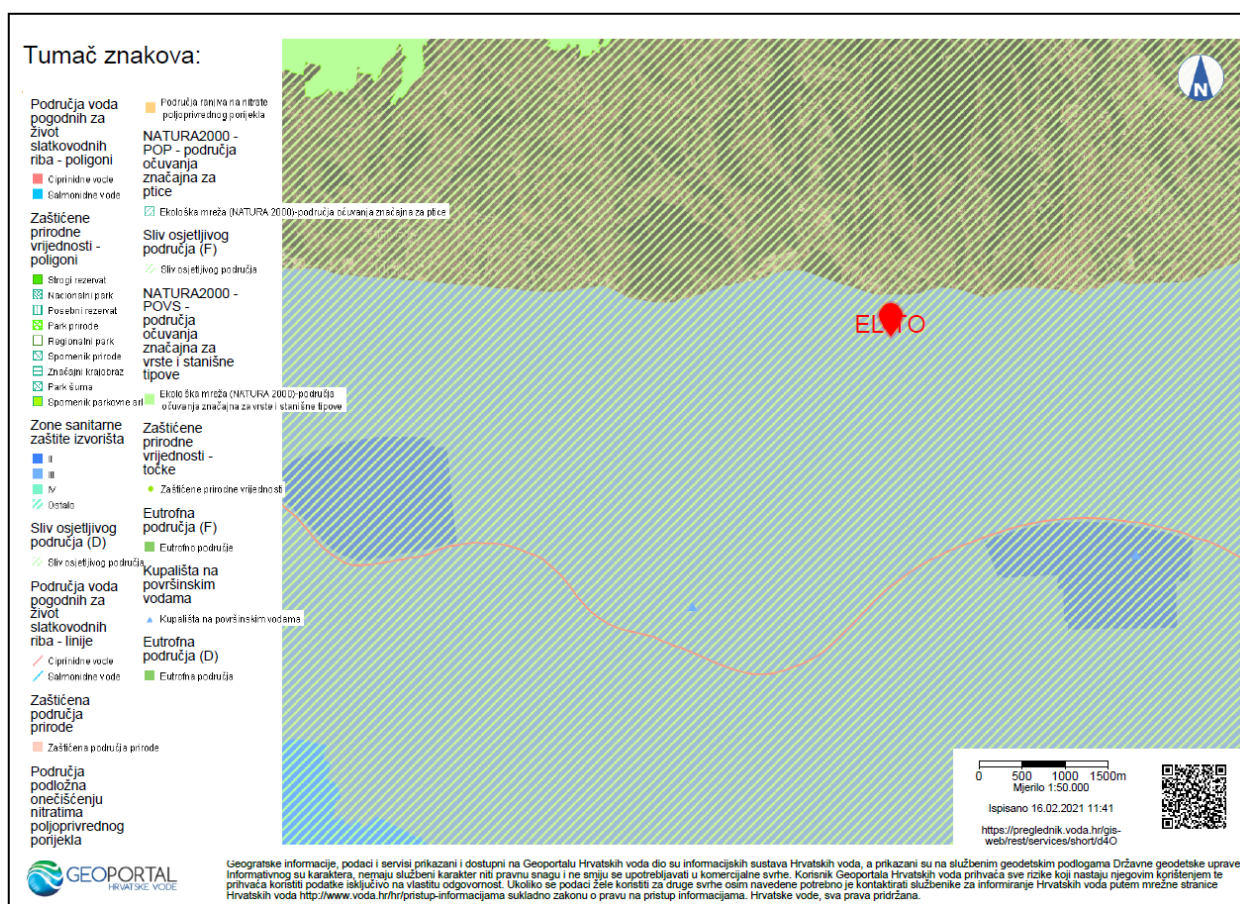 Tumač znakova:
Područja voda
pogodnih za
život
slatkovodnih
riba - poligoni
Ciprinidne vode
Salmonidne vode
Zaštićene
prirodne
vrijednosti -
poligoni
Strogi rezervat
Nacionalni park
Posebni rezervat
Park prirode
Regionalni park
Spomenik prirode
Značajni krajobraz
Park šuma
Spomenik parkovne arl
Zone sanitarne
zaštite izvorišta
II
III
IV
Ostalo
Sliv osjetljivog
područja (D)
Sliv osjetljivog područja
Područja voda
pogodnih za
život
slatkovodnih
riba - linije
Ciprinidne vode
Salmonidne vode
Zaštićena
područja
prirode
Zaštićena područja prirode
Područja
podložna
onečišćenju
nitratima
poljoprivrednog
porijekla
Područja ranjiva na nitrate
poljoprivrednog porijekla
NATURA2000 -
POP - područja
očuvanja
značajna za
ptice
Ekološka mreža (NATURA 2000)-područja očuvanja značajna za ptice
Sliv osjetljivog
područja (F)
Sliv osjetljivog područja
NATURA2000 -
POVS -
područja
očuvanja
značajna za
vrste i stanišne
tipove
Ekološka mreža (NATURA 2000)-područja
očuvanja značajna za vrste i stanišne tipove
Zaštićene
prirodne
vrijednosti -
točke
Zaštićene prirodne vrijednosti
Eutrofna
područja (F)
Eutrofno područje
Kupališta na
površinskim
vodama
Kupališta na površinskim vodama
Eutrofna
područja (D)
Eutrofna područja
N
0 500 1000 1500m
Mjerilo 1:50.000
Ispisano 16.02.2021 11:41
https://preglednik.voda.hr/gis-
web/rest/services/short/d4O
GEOPORTAL
HRVATSKE VODE
Geografske informacije, podaci i servisi prikazani i dostupni na Geoportalu Hrvatskih voda dio su informacijskih sustava Hrvatskih voda, a prikazani su na službenim geodetskim podlogama Državne geodetske uprave.
Informativnog su karaktera, nemaju službeni karakter niti pravnu snagu i ne smiju se upotrebljavati u komercijalne svrhe. Korisnik Geoportala Hrvatskih voda prihvaća sve rizike koji nastaju njegovim korištenjem te
prihvaća koristiti podatke isključivo na vlastitu odgovornost. Ukoliko se podaci žele koristiti za druge svrhe osim navedene potrebno je kontaktirati službenike za informiranje Hrvatskih voda putem mrežne stranice
Hrvatskih voda http://www.voda.hr/hr/pristup-informacijama sukladno zakonu o pravu na pristup informacijama. Hrvatske vode, sva prava pridržana.